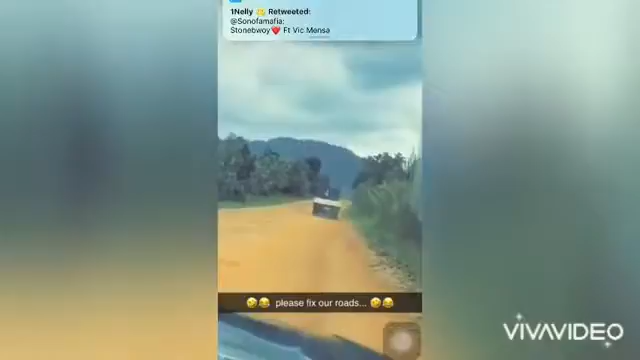 1Nelly 🤫 Retweeted:
@Sonofamafia:
Stonebwoy❤️ Ft Vic Mensa
🤣😂 please fix our roads... 🤣😂
VIVAVIDEO